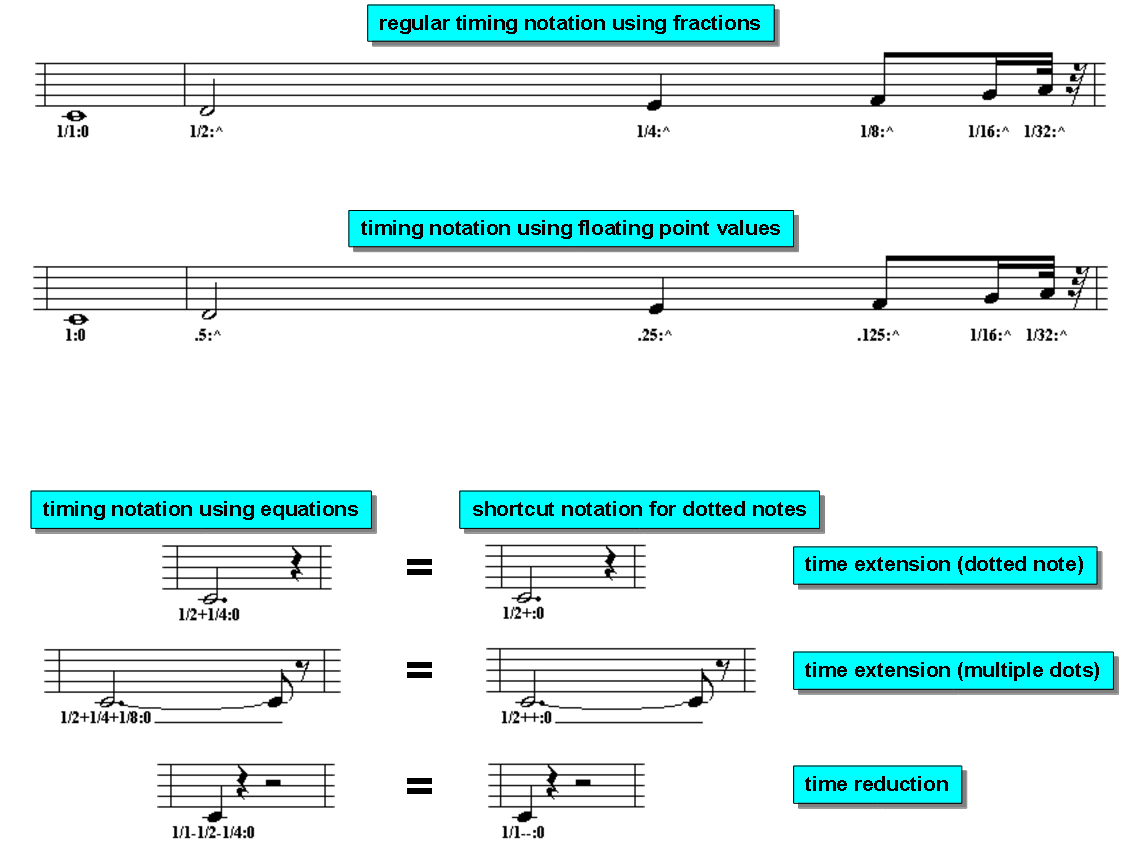 regular timing notation using fractions
1/1:0 1/2:^ 1/4:^ 1/8:^ 1/16:^ 1/32:^
timing notation using floating point values
1:0 .5:^ .25:^ .125:^ 1/16:^ 1/32:^
timing notation using equations shortcut notation for dotted notes
= time extension (dotted note)
1/2+1/4:0 1/2+:0
= time extension (multiple dots)
1/2+1/4+1/8:0 1/2++:0
= time reduction
1/1-1/2-1/4:0 1/1--:0